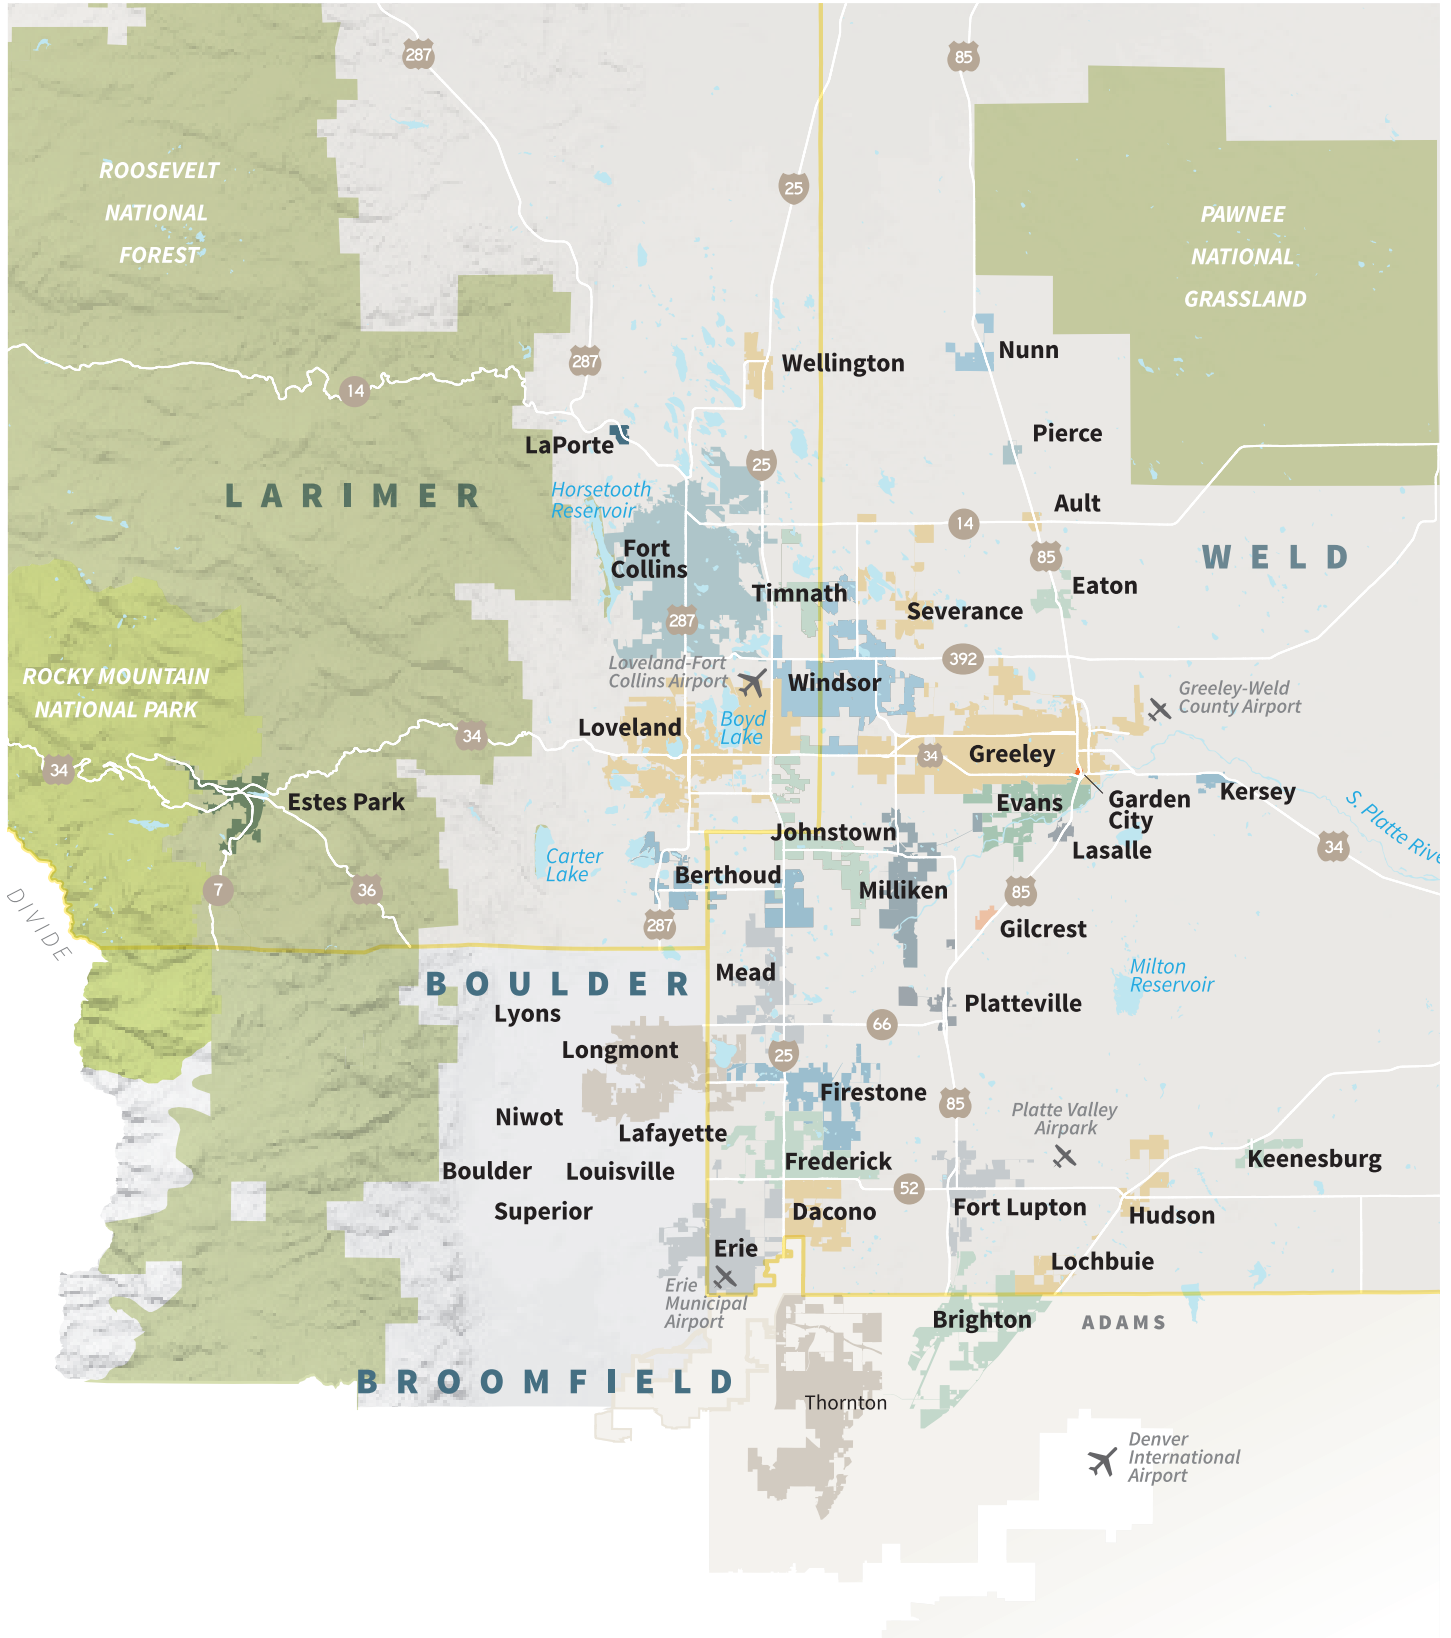 287
85
25
ROOSEVELT
NATIONAL
FOREST
PAWNEE
NATIONAL
GRASSLAND
287
Wellington
Nunn
14
LaPorte
Pierce
25
LARIMER
Horsetooth
Reservoir
Ault
14
Fort
Collins
85
WELD
Timnath
Eaton
Severance
287
392
Loveland-Fort
Collins Airport
Windsor
ROCKY MOUNTAIN
NATIONAL PARK
Greeley-Weld
County Airport
Loveland
Boyd
Lake
34
34
34
Greeley
Estes Park
Evans
Garden
City
Kersey
S. Platte Rive
Johnstown
Lasalle
34
Carter
Lake
Berthoud
Milliken
7
36
85
DIVIDE
287
Gilcrest
BOULDER
Mead
Milton
Reservoir
Lyons
Platteville
66
Longmont
25
Firestone
85
Niwot
Platte Valley
Airpark
Lafayette
Boulder
Louisville
Frederick
Keenesburg
52
Superior
Dacono
Fort Lupton
Hudson
Erie
Lochbuie
Erie
Municipal
Airport
Brighton
ADAMS
BROOMFIELD
Thornton
Denver
International
Airport